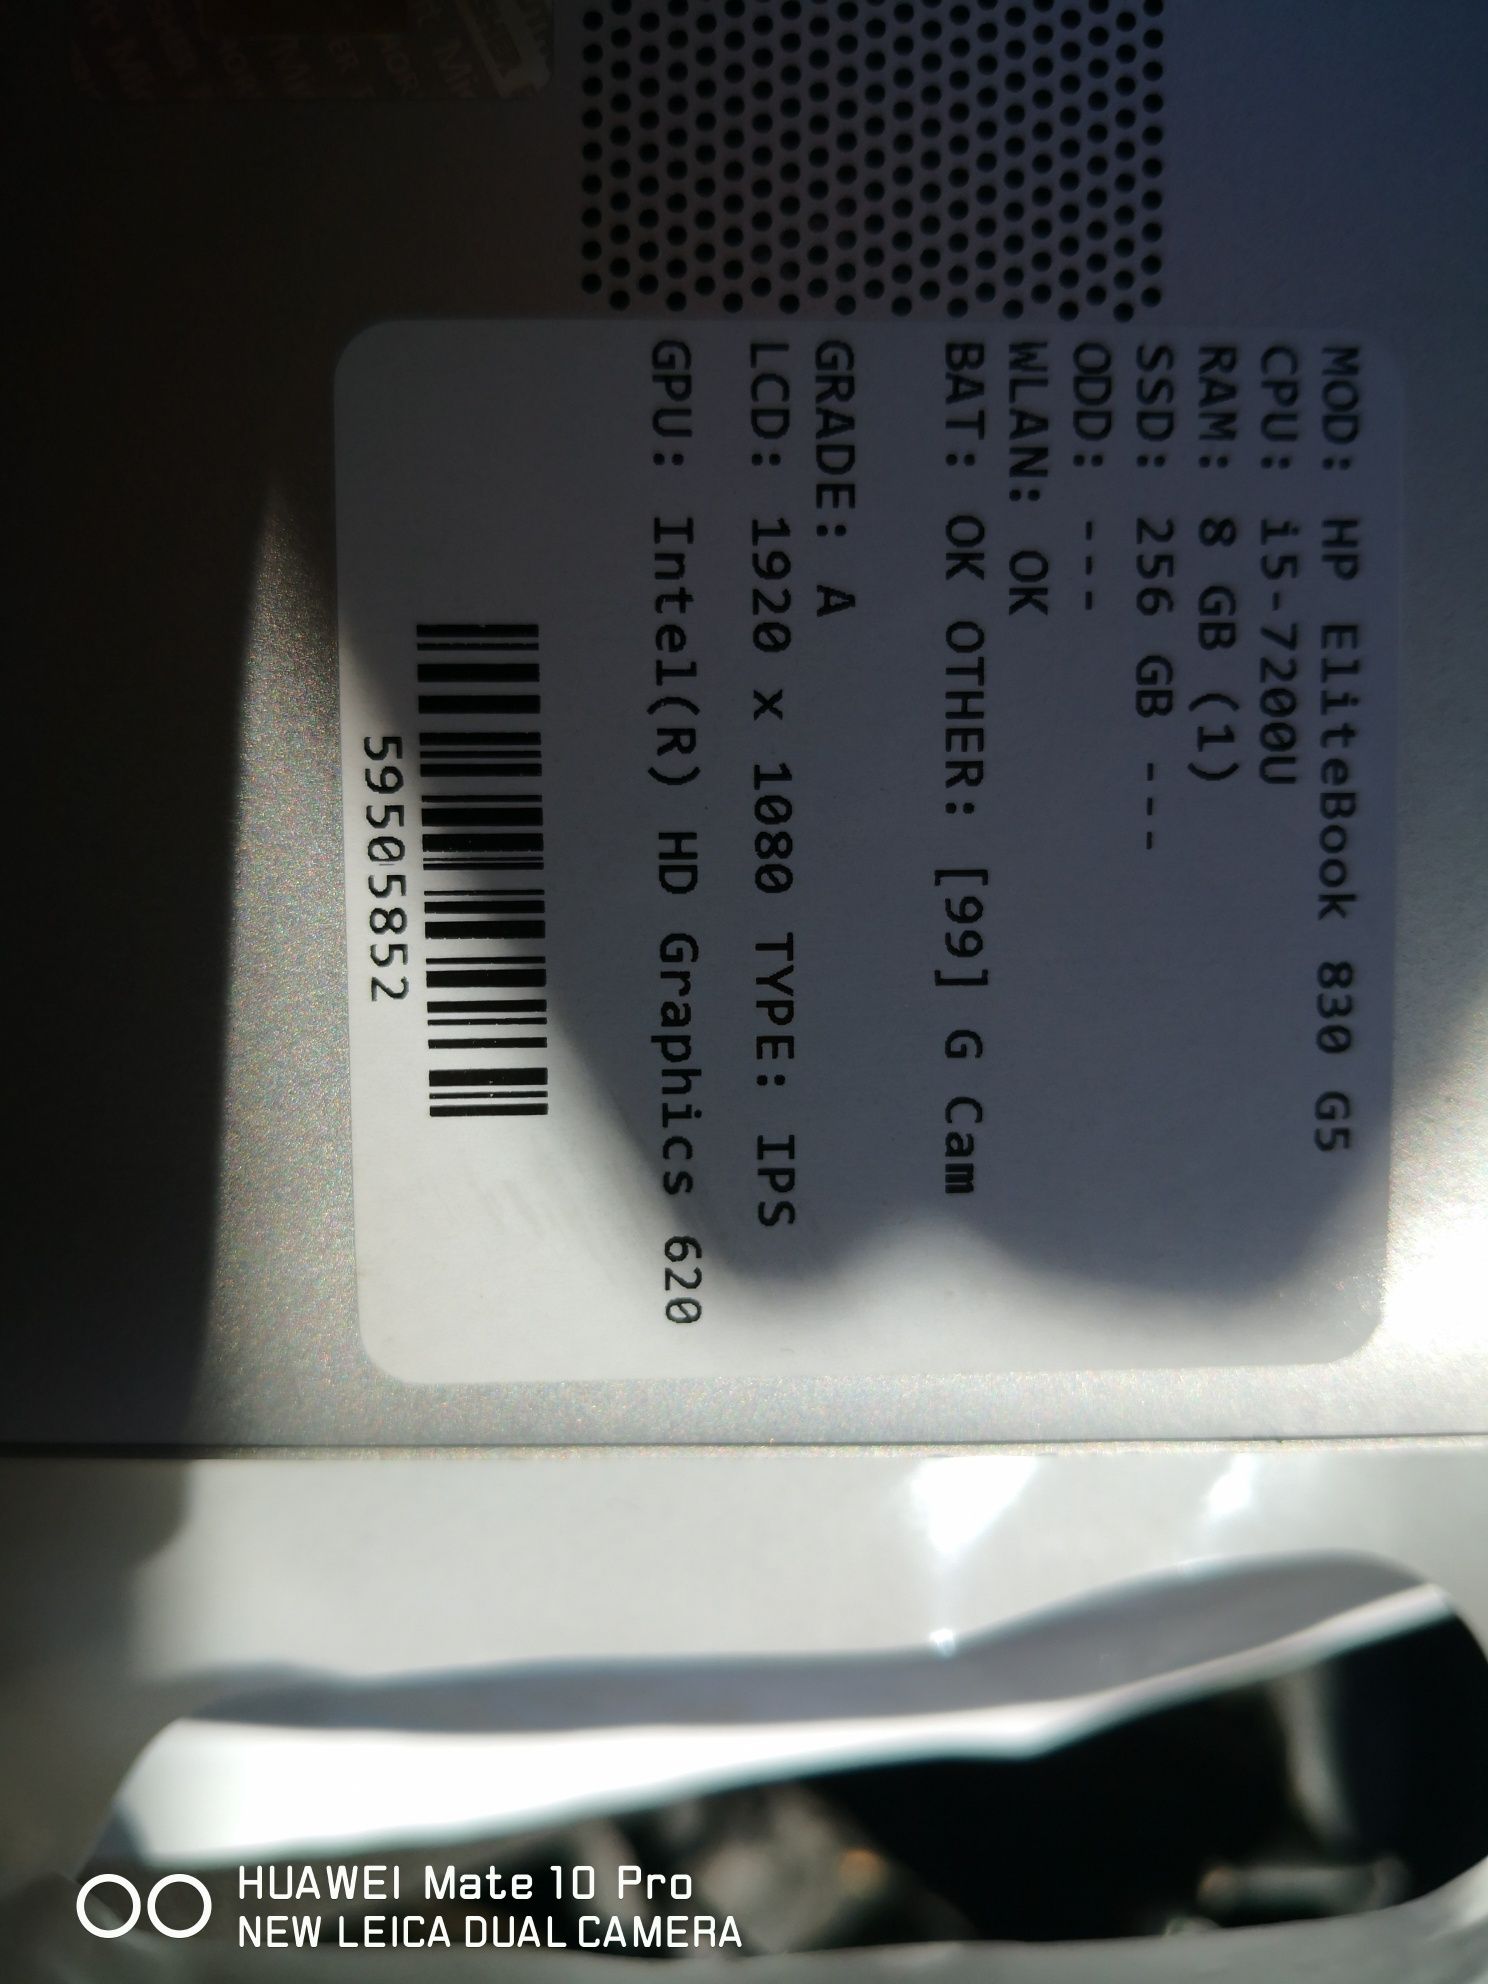 MOD: HP EliteBook 830 G5
CPU: i5-7200U
RAM: 8 GB (1)
SSD: 256 GB ---
ODD: ---
WLAN: OK
BAT: OK OTHER: [99] G Cam
GRADE: A
LCD: 1920 x 1080 TYPE: IPS
GPU: Intel(R) HD Graphics 620
59505852
HUAWEI Mate 10 Pro
NEW LEICA DUAL CAMERA